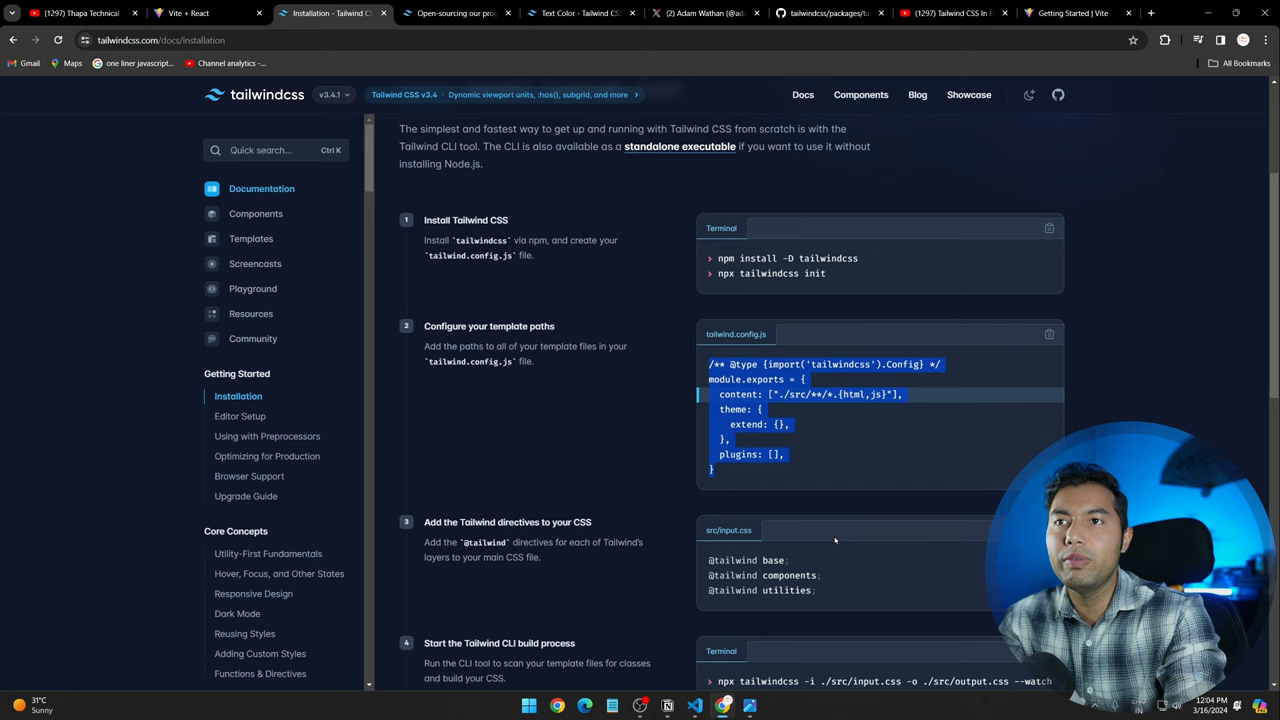 (1297) Thapa Technical
Vite + React
Installation - Tailwind C
Open-sourcing our prog
Text Color - Tailwind CSS
(2) Adam Wathan (@ada
tailwindcss/packages/ta
(1297) Tailwind CSS In H
Getting Started | Vite
tailwindcss.com/docs/installation
Gmail
Maps
one liner javascript...
Channel analytics -...
All Bookmarks
tailwindcss
v3.4.1
Tailwind CSS v3.4 · Dynamic viewport units, :has(), subgrid, and more
Docs
Components
Blog
Showcase
Quick search...
Ctrl K
Documentation
Components
Templates
Screencasts
Playground
Resources
Community
Getting Started
Installation
Editor Setup
Using with Preprocessors
Optimizing for Production
Browser Support
Upgrade Guide
Core Concepts
Utility-First Fundamentals
Hover, Focus, and Other States
Responsive Design
Dark Mode
Reusing Styles
Adding Custom Styles
Functions & Directives
The simplest and fastest way to get up and running with Tailwind CSS from scratch is with the
Tailwind CLI tool. The CLI is also available as a standalone executable if you want to use it without
installing Node.js.
1
Install Tailwind CSS
Install `tailwindcss` via npm, and create your
`tailwind.config.js` file.
Terminal
> npm install -D tailwindcss
> npx tailwindcss init
2
Configure your template paths
Add the paths to all of your template files in your
`tailwind.config.js` file.
tailwind.config.js
/** @type {import('tailwindcss').Config} */
module.exports = {
content: ["./src/**/*.{html,js}"],
theme: {
extend: {},
},
plugins: [],
}
3
Add the Tailwind directives to your CSS
Add the `@tailwind` directives for each of Tailwind's
layers to your main CSS file.
src/input.css
@tailwind base;
@tailwind components;
@tailwind utilities;
4
Start the Tailwind CLI build process
Run the CLI tool to scan your template files for classes
and build your CSS.
Terminal
> npx tailwindcss -i ./src/input.css -o ./src/output.css --watch
31°C
Sunny
ENG
IN
12:04 PM
3/16/2024